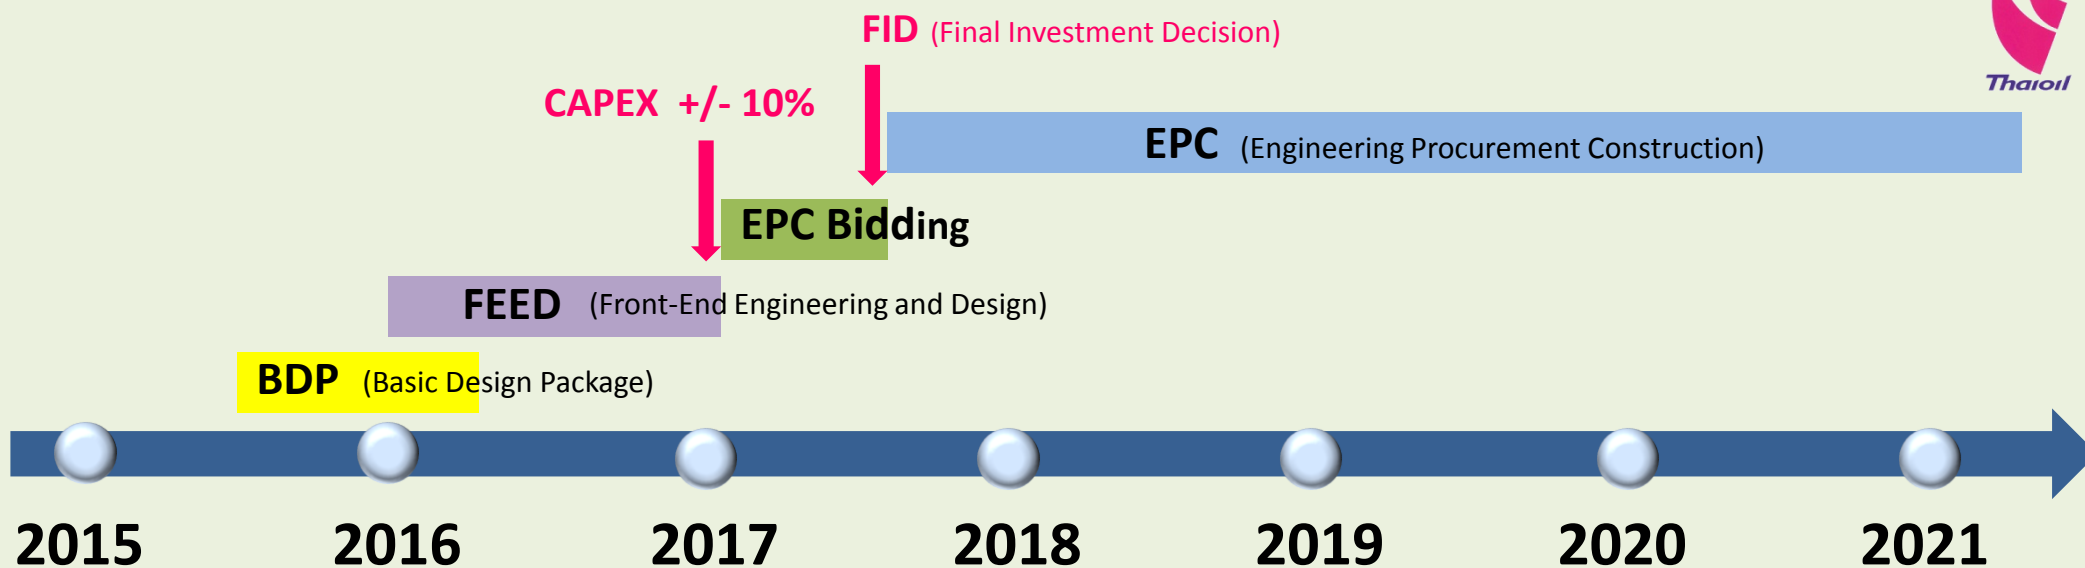 FID (Final Investment Decision)
Thaioil
CAPEX +/- 10%
EPC (Engineering Procurement Construction)
EPC Bidding
FEED (Front-End Engineering and Design)
BDP (Basic Design Package)
2015 2016 2017 2018 2019 2020 2021